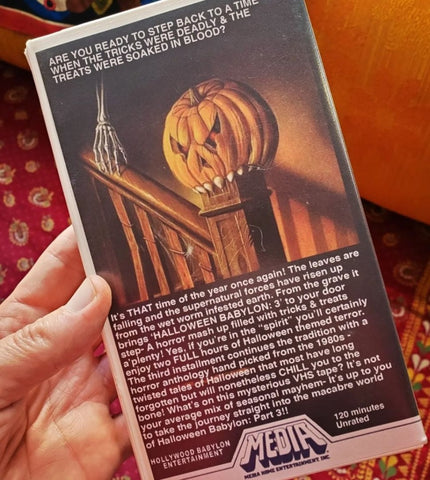 ARE YOU READY TO STEP BACK TO A TIME
WHEN THE TRICKS WERE DEADLY & THE
TREATS WERE SOAKED IN BLOOD?
It's THAT time of the year once again! The leaves are
falling and the supernatural forces have risen up
from the wet worm infested earth. From the grave it
brings 'HALLOWEEN BABYLON: 3' to your door
step- A horror mash up filled with tricks & treats
a'plenty! Yes, if you're in the "spirit" you'll certainly
enjoy two FULL hours of Halloween themed terror.
The third installment continues the tradition with a
horror anthology hand picked from the 1980s -
twisted tales of Halloween that most have long
forgotten but will nonetheless CHILL you to the
bone! What's on this mysterious VHS tape? It's not
your average mix of seasonal mayhem- It's up to you
to take the journey straight into the macabre world
of Halloween Babylon: Part 3!!
HOLLYWOOD BABYLON
ENTERTAINMENT
MEDIA
MEDIA HOME ENTERTAINMENT, INC.
120 minutes
Unrated